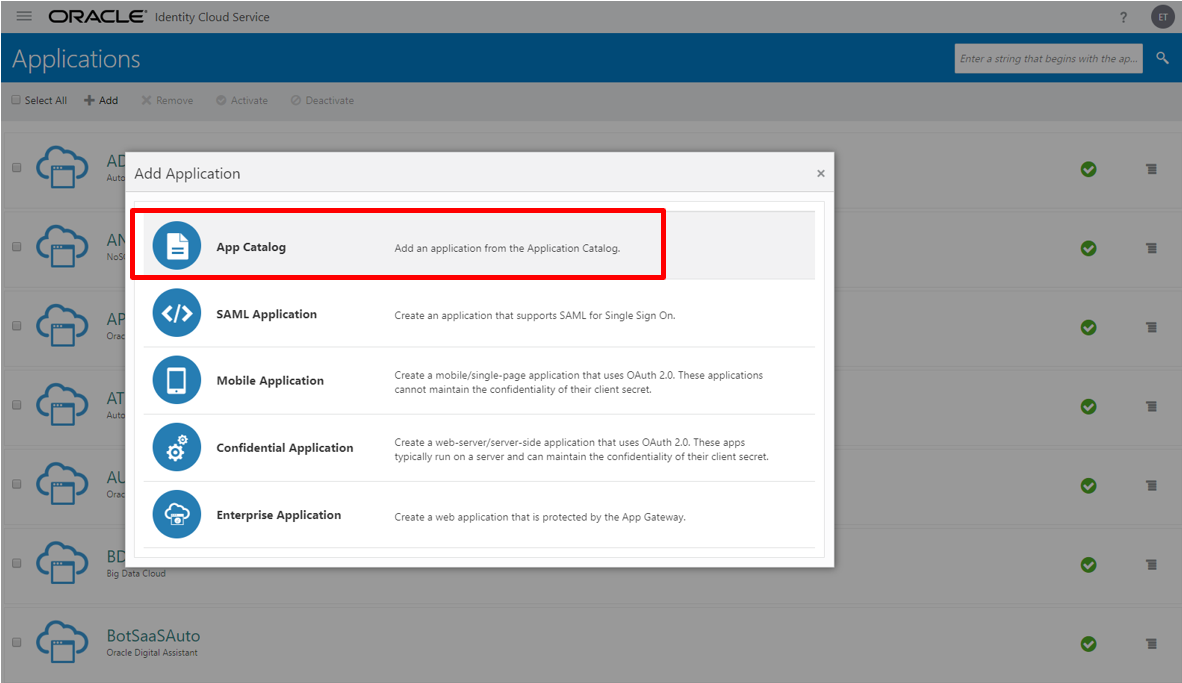 ORACLE® Identity Cloud Service
?
ET
Applications
Enter a string that begins with the ap...
Select All
Add
Remove
Activate
Deactivate
Add Application
×
App Catalog
Add an application from the Application Catalog.
</>
SAML Application
Create an application that supports SAML for Single Sign On.
Mobile Application
Create a mobile/single-page application that uses OAuth 2.0. These applications
cannot maintain the confidentiality of their client secret.
Confidential Application
Create a web-server/server-side application that uses OAuth 2.0. These apps
typically run on a server and can maintain the confidentiality of their client secret.
Enterprise Application
Create a web application that is protected by the App Gateway.
AD
Auto
AN
NoS
AP
Orac
AT
Auto
AU
Orac
BD
Big Data Cloud
BotSaaSAuto
Oracle Digital Assistant